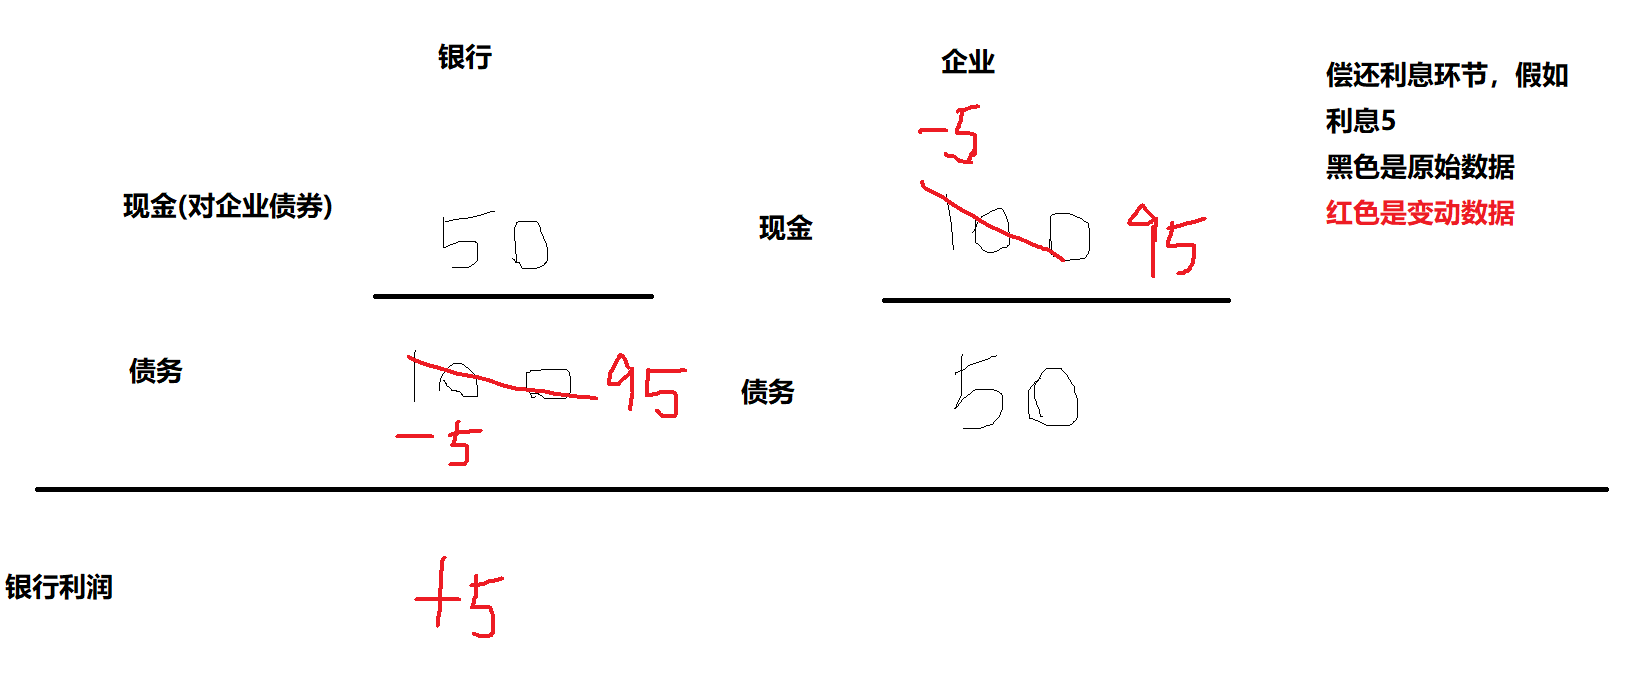 银行
企业
偿还利息环节，假如
利息5
黑色是原始数据
红色是变动数据
-5
现金(对企业债券)
50
现金
100 95
债务
100 95
-5
债务
50
银行利润
+5